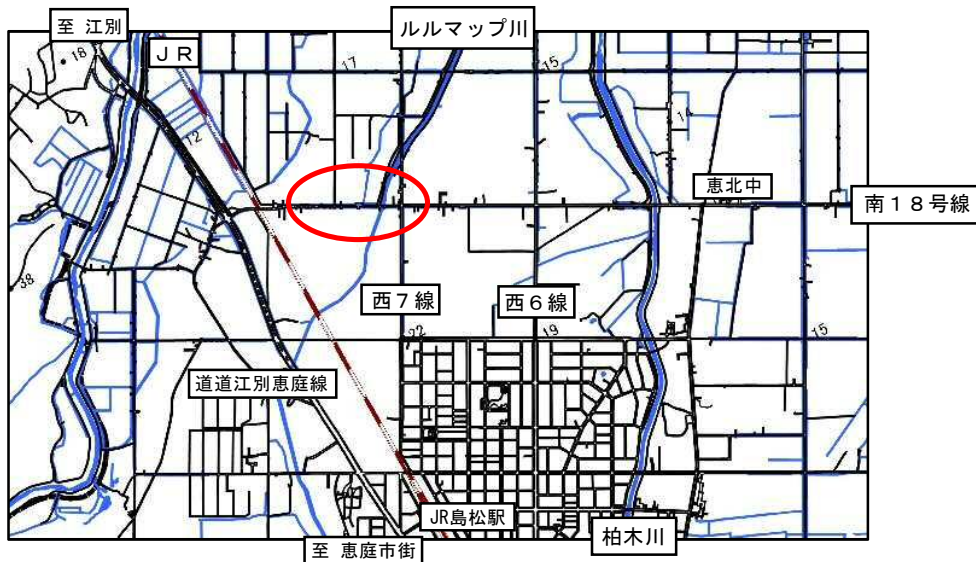 至 江別
ルルマップ川
JR
18
17
15
14
12
恵北中
南18号線
38
西7線
西6線
22
19
15
道道江別恵庭線
JR島松駅
柏木川
至 恵庭市街